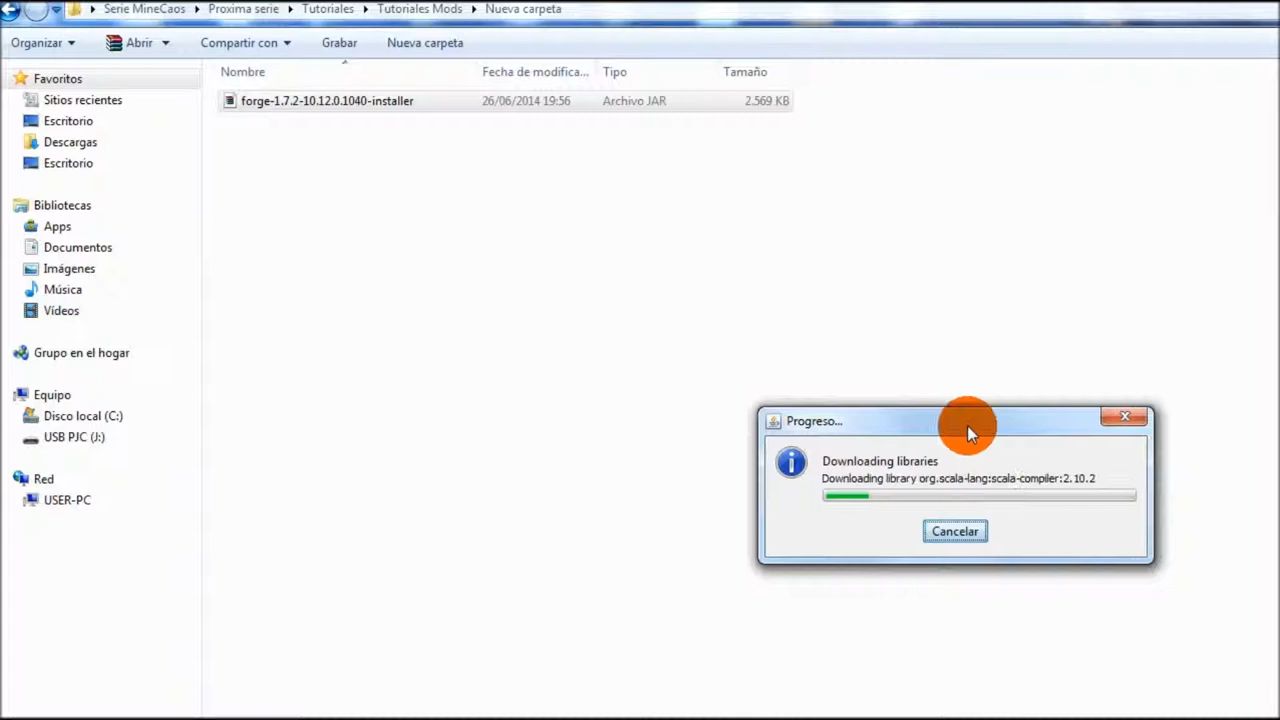 Serie MineCaos Proxima serie Tutoriales Tutoriales Mods Nueva carpeta
Organizar Abrir Compartir con Grabar Nueva carpeta
Nombre Fecha de modifica... Tipo Tamaño
forge-1.7.2-10.12.0.1040-installer 26/06/2014 19:56 Archivo JAR 2.569 KB
Favoritos
Sitios recientes
Escritorio
Descargas
Escritorio
Bibliotecas
Apps
Documentos
Imágenes
Música
Vídeos
Grupo en el hogar
Equipo
Disco local (C:)
USB PJC (J:)
Red
USER-PC
Progreso...
Downloading libraries
Downloading library org.scala-lang:scala-compiler:2.10.2
Cancelar